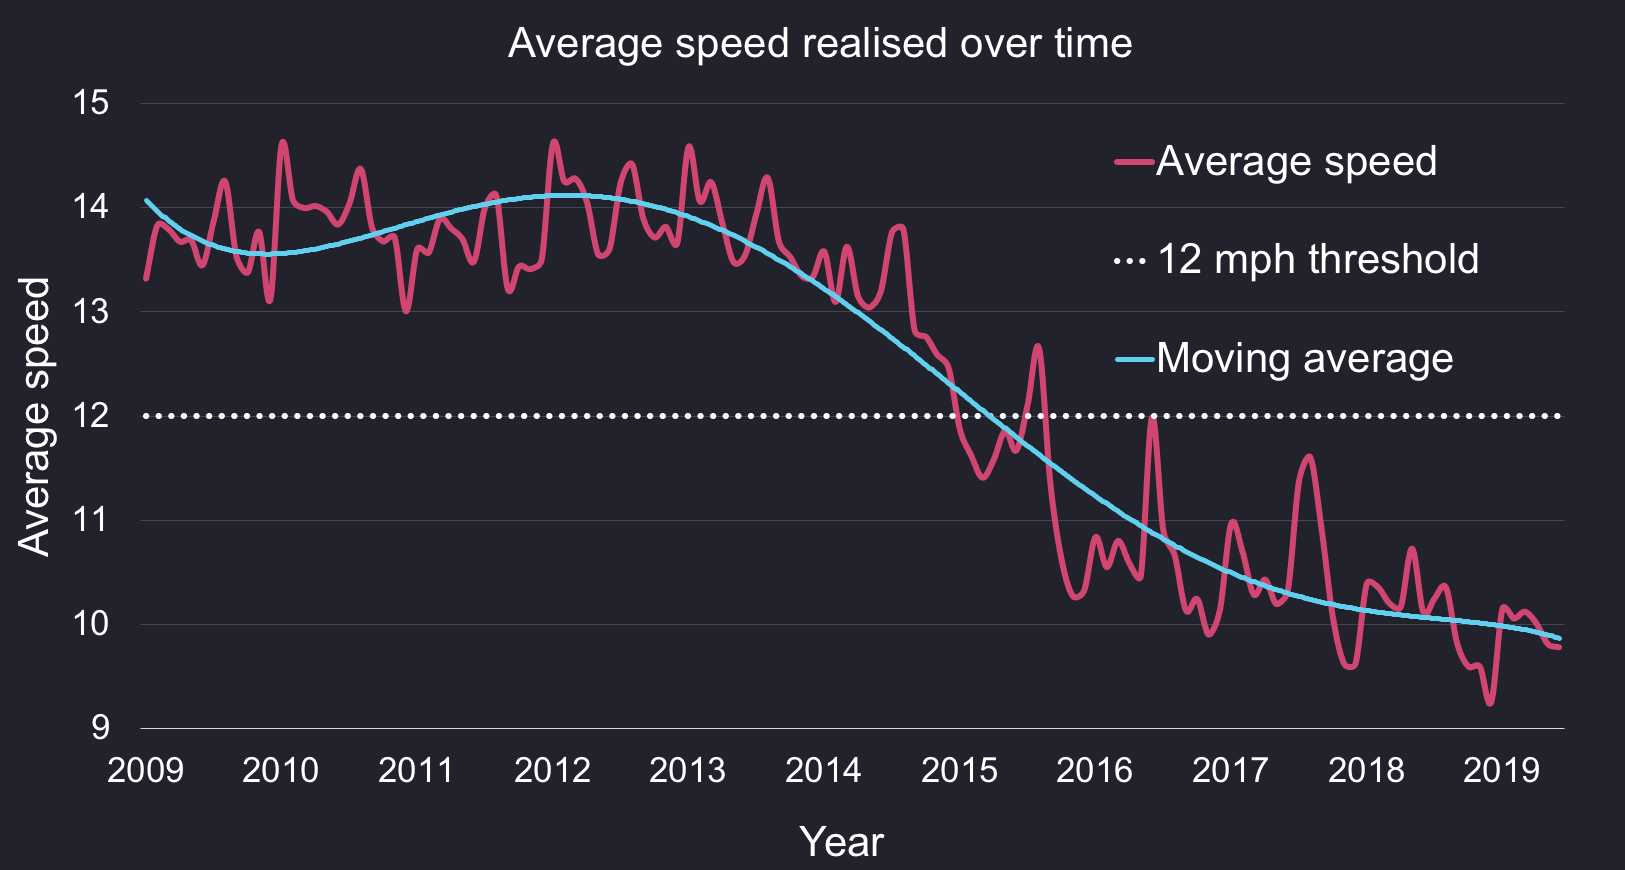 Average speed realised over time
15
14
13
12
11
10
9
Average speed
Average speed
12 mph threshold
Moving average
2009 2010 2011 2012 2013 2014 2015 2016 2017 2018 2019
Year